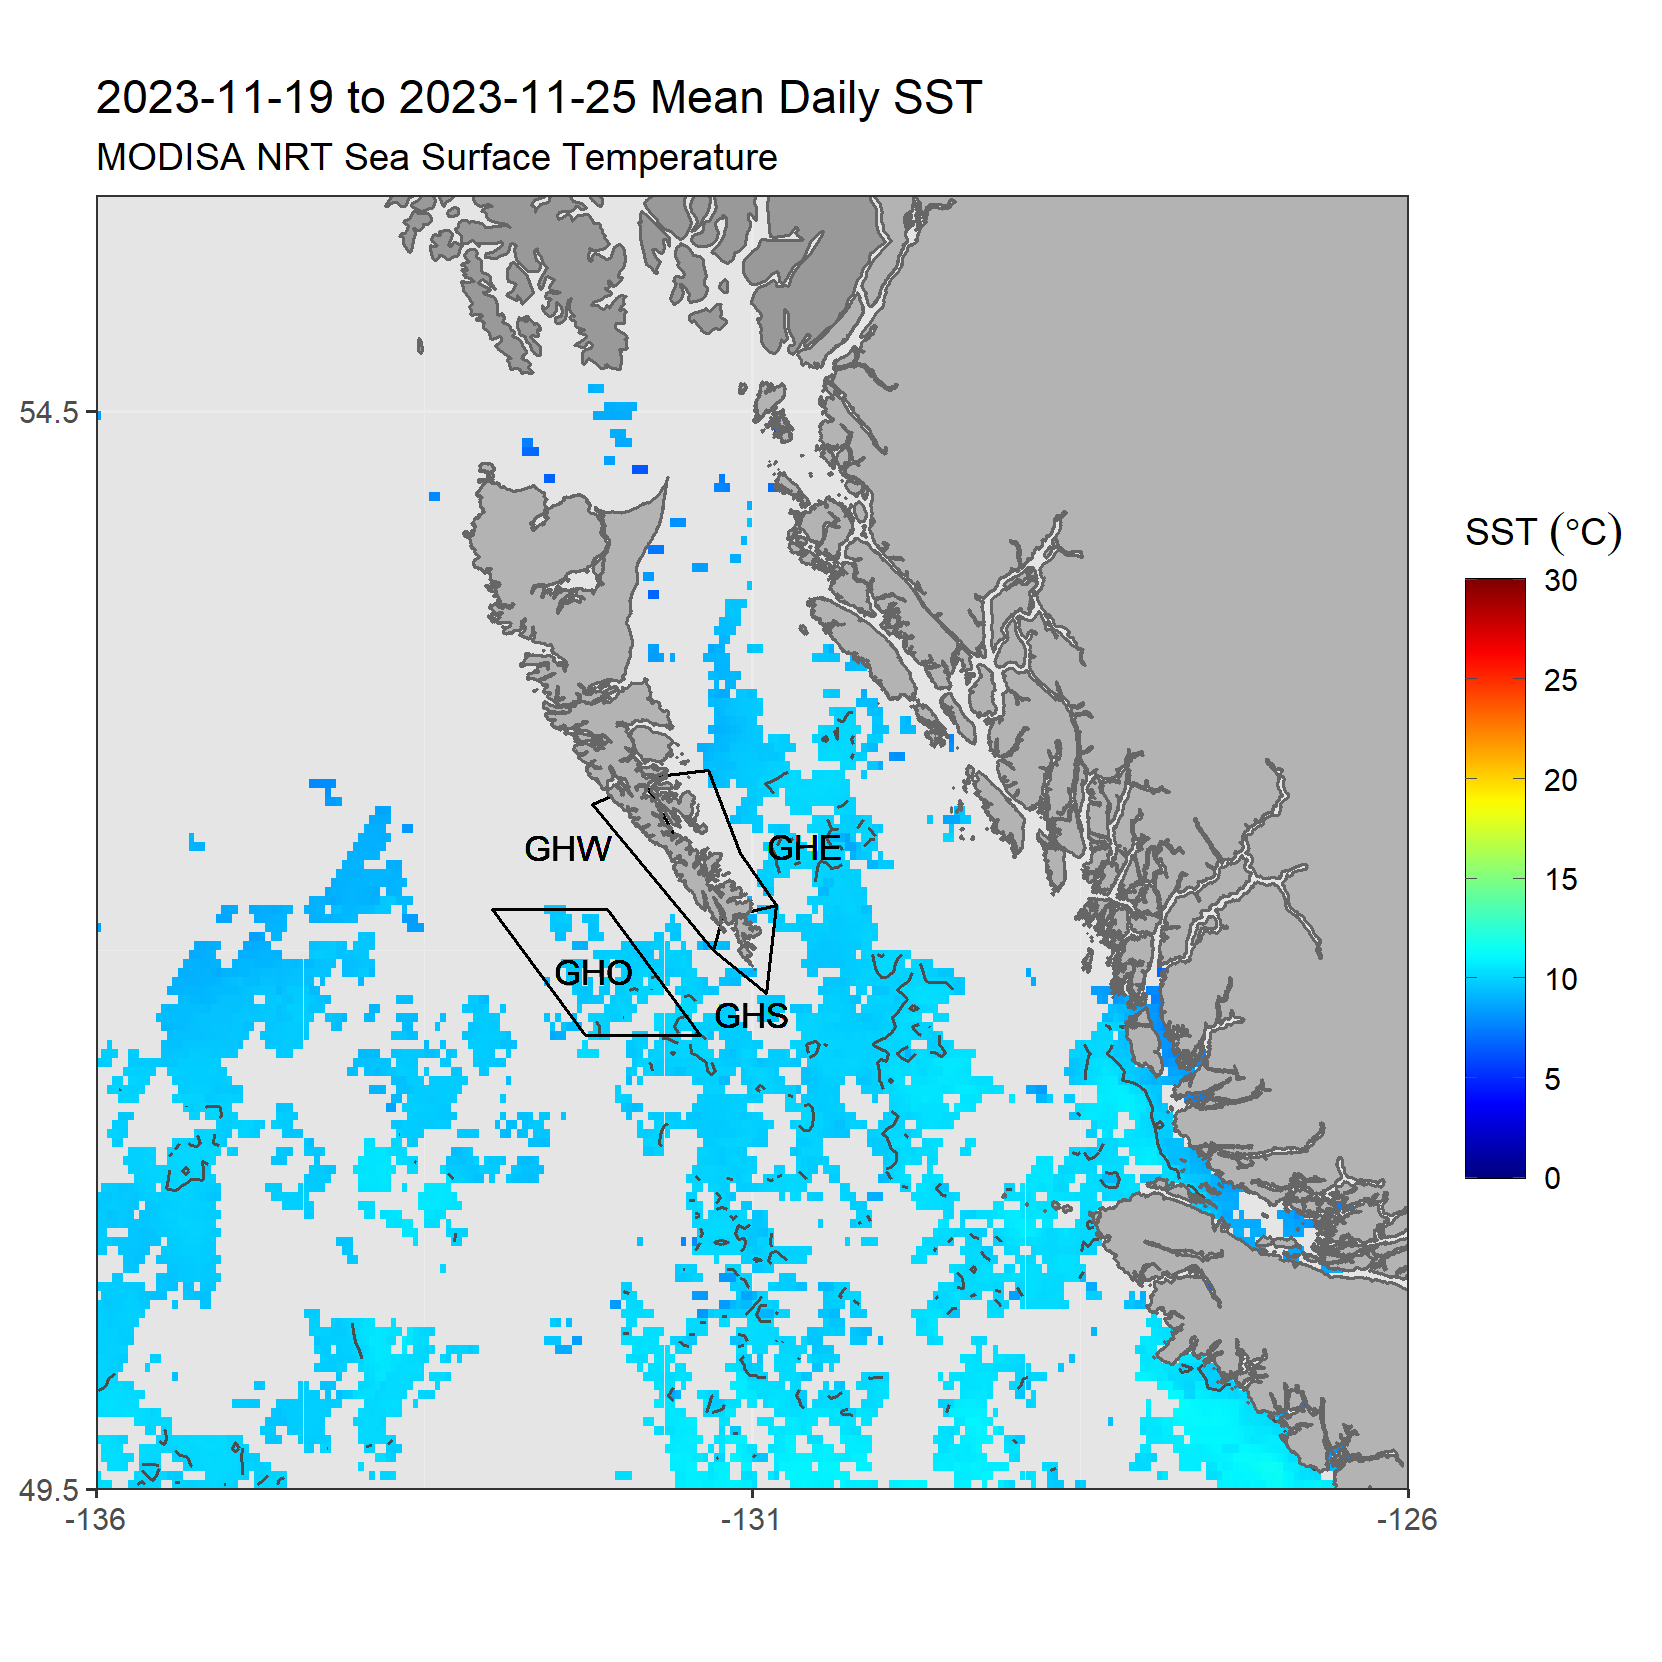 2023-11-19 to 2023-11-25 Mean Daily SST
MODISA NRT Sea Surface Temperature
54.5
49.5
-136
-131
-126
GHW
GHE
GHO
GHS
SST (°C)
30
25
20
15
10
5
0